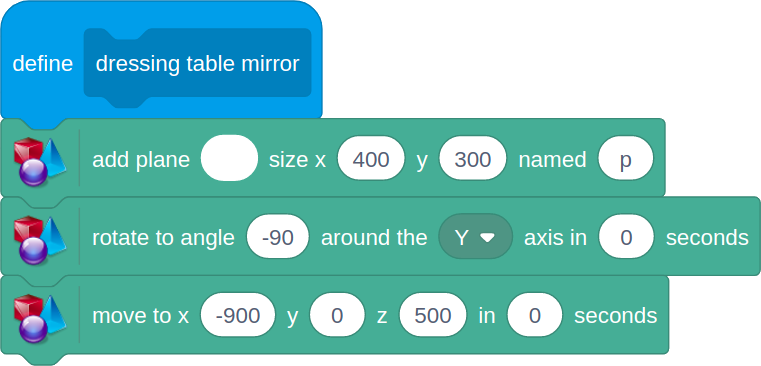 define dressing table mirror
add plane size x 400 y 300 named p
rotate to angle -90 around the Y axis in 0 seconds
move to x -900 y 0 z 500 in 0 seconds